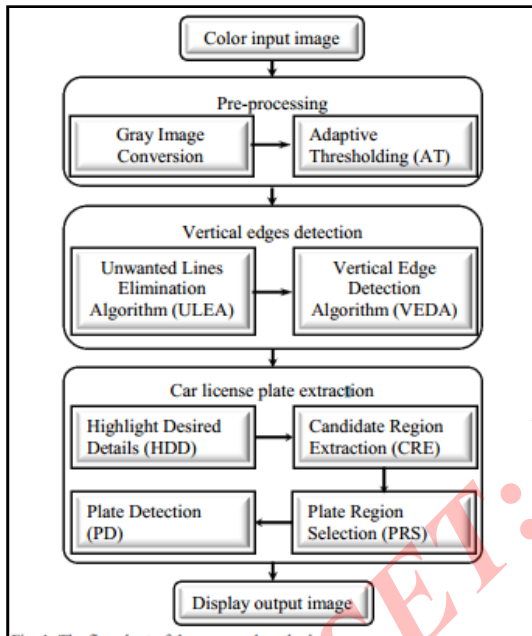 Color input image
Pre-processing
Gray Image
Conversion
Adaptive
Thresholding (AT)
Vertical edges detection
Unwanted Lines
Elimination
Algorithm (ULEA)
Vertical Edge
Detection
Algorithm (VEDA)
Car license plate extraction
Highlight Desired
Details (HDD)
Candidate Region
Extraction (CRE)
Plate Detection
(PD)
Plate Region
Selection (PRS)
Display output image
SET: